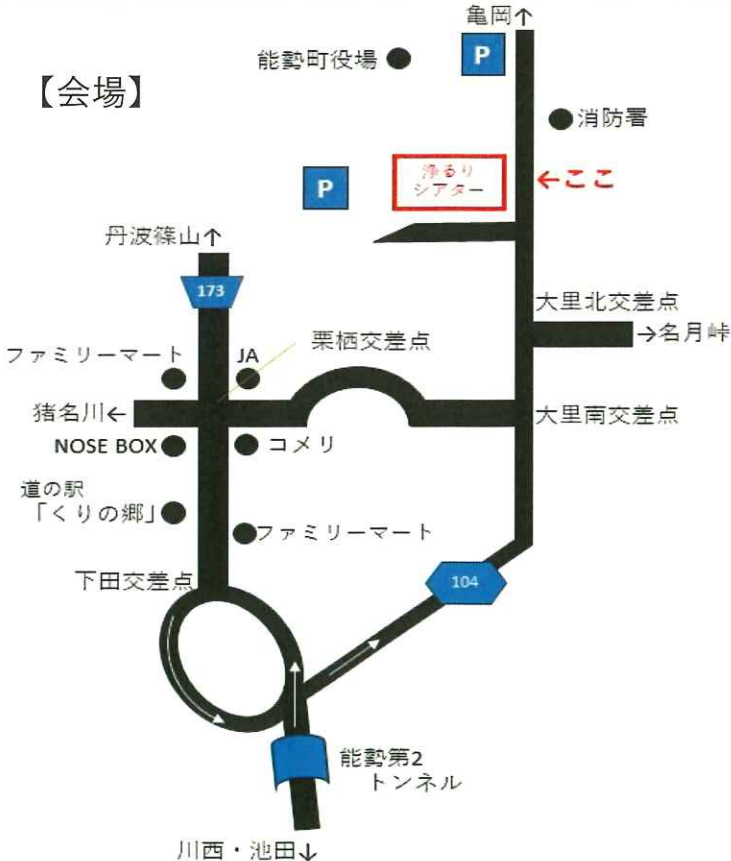 亀岡↑
能勢町役場
P
【会場】
消防署
P
浄るり
シアター
←ここ
丹波篠山↑
173
大里北交差点
→名月峠
栗栖交差点
ファミリーマート
JA
猪名川←
大里南交差点
NOSE BOX
コメリ
道の駅
「くりの郷」
ファミリーマート
下田交差点
104
能勢第2
トンネル
川西・池田↓